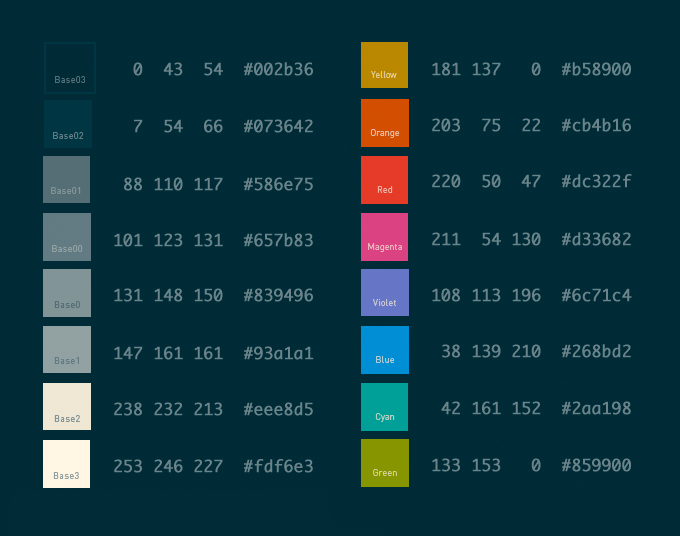 Base03 0 43 54 #002b36
Base02 7 54 66 #073642
Base01 88 110 117 #586e75
Base00 101 123 131 #657b83
Base0 131 148 150 #839496
Base1 147 161 161 #93a1a1
Base2 238 232 213 #eee8d5
Base3 253 246 227 #fdf6e3
Yellow 181 137 0 #b58900
Orange 203 75 22 #cb4b16
Red 220 50 47 #dc322f
Magenta 211 54 130 #d33682
Violet 108 113 196 #6c71c4
Blue 38 139 210 #268bd2
Cyan 42 161 152 #2aa198
Green 133 153 0 #859900